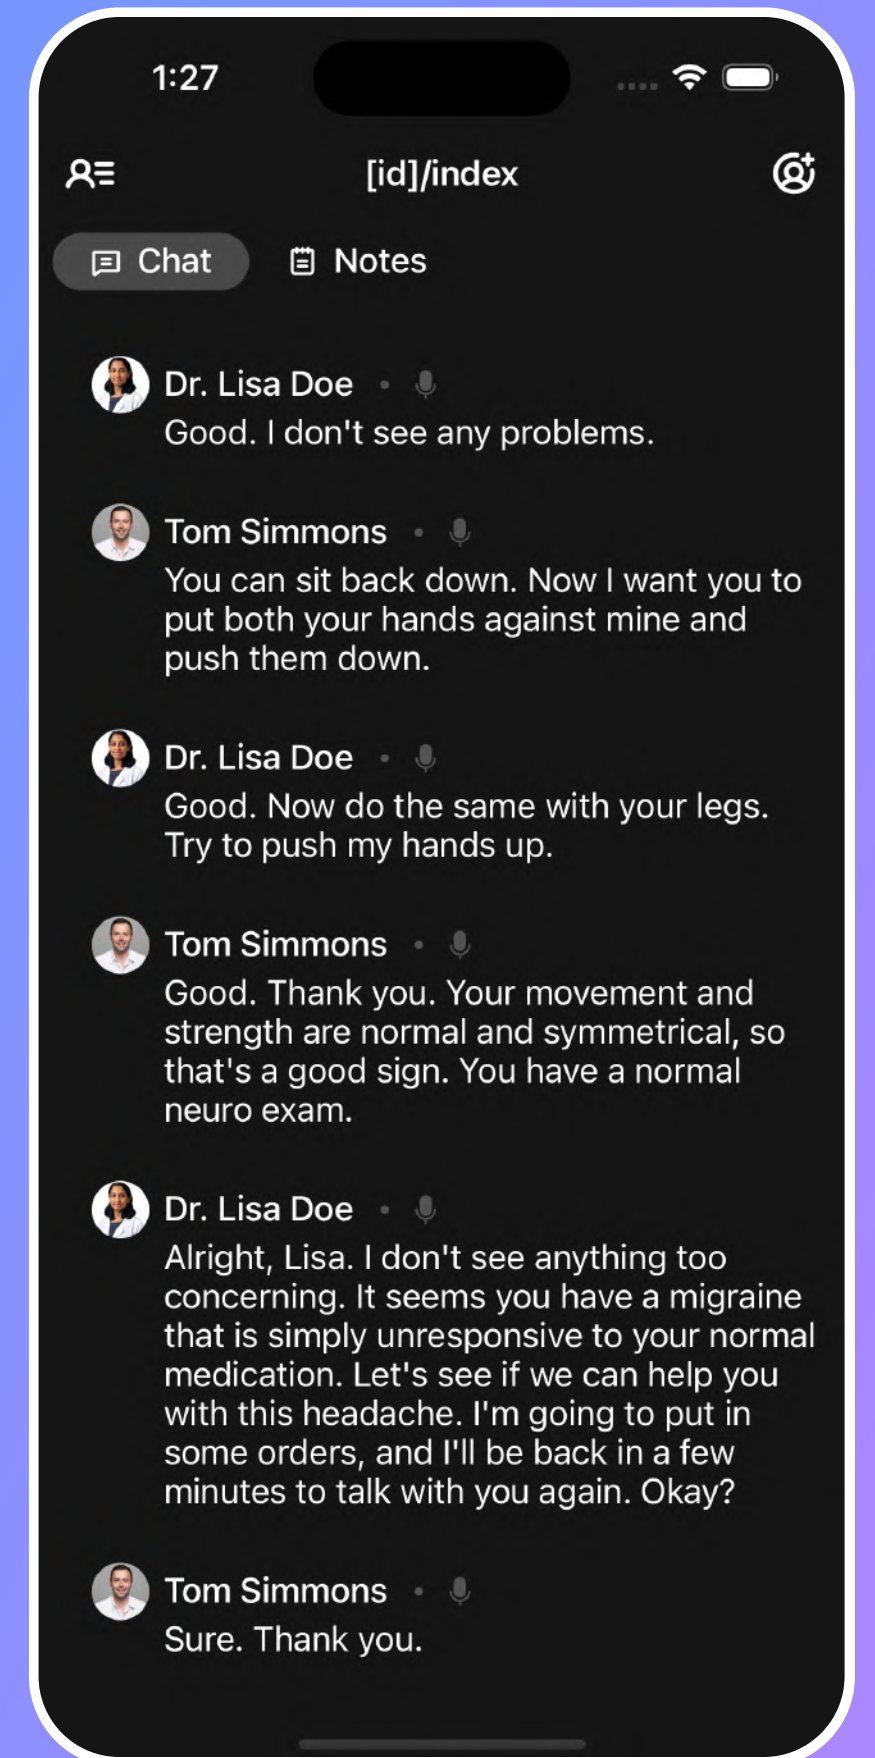 1:27
[id]/index
Chat
Notes
Dr. Lisa Doe
Good. I don't see any problems.
Tom Simmons
You can sit back down. Now I want you to
put both your hands against mine and
push them down.
Dr. Lisa Doe
Good. Now do the same with your legs.
Try to push my hands up.
Tom Simmons
Good. Thank you. Your movement and
strength are normal and symmetrical, so
that's a good sign. You have a normal
neuro exam.
Dr. Lisa Doe
Alright, Lisa. I don't see anything too
concerning. It seems you have a migraine
that is simply unresponsive to your normal
medication. Let's see if we can help you
with this headache. I'm going to put in
some orders, and I'll be back in a few
minutes to talk with you again. Okay?
Tom Simmons
Sure. Thank you.